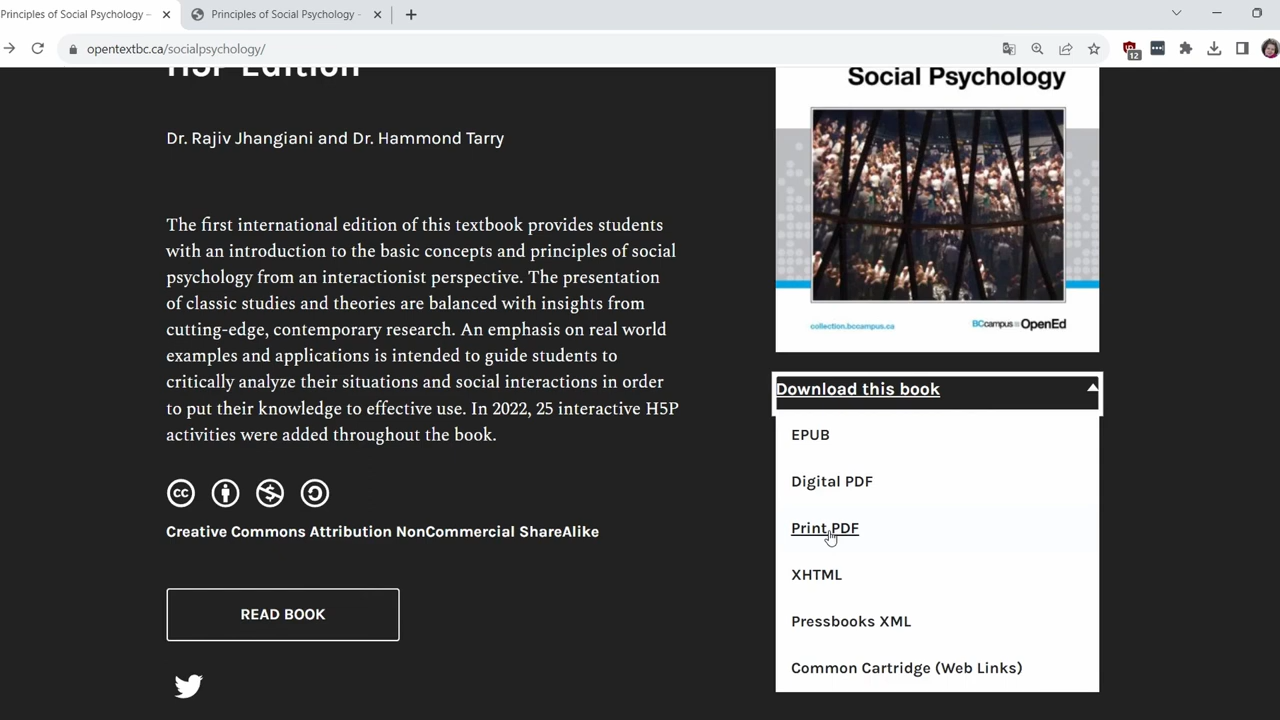 Principles of Social Psychology –
Principles of Social Psychology -
opentextbc.ca/socialpsychology/
12
H5P Edition
Dr. Rajiv Jhangiani and Dr. Hammond Tarry
The first international edition of this textbook provides students
with an introduction to the basic concepts and principles of social
psychology from an interactionist perspective. The presentation
of classic studies and theories are balanced with insights from
cutting-edge, contemporary research. An emphasis on real world
examples and applications is intended to guide students to
critically analyze their situations and social interactions in order
to put their knowledge to effective use. In 2022, 25 interactive H5P
activities were added throughout the book.
cc
Creative Commons Attribution NonCommercial ShareAlike
READ BOOK
Social Psychology
collection.bccampus.ca
BCcampus OpenEd
Download this book
EPUB
Digital PDF
Print PDF
XHTML
Pressbooks XML
Common Cartridge (Web Links)